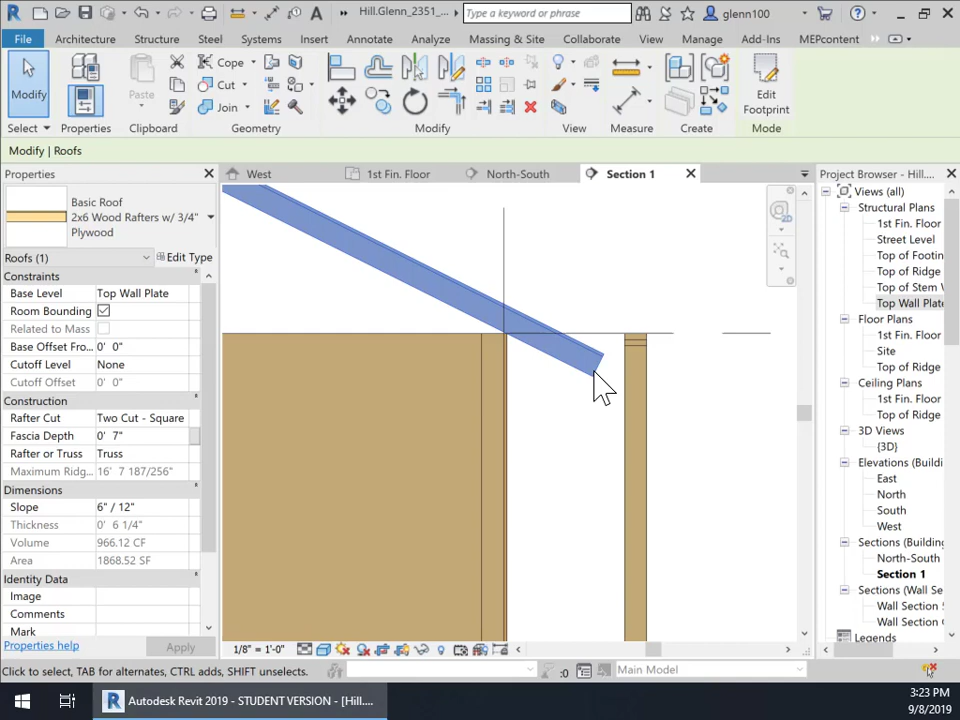 Hill.Glenn_2351_...
Type a keyword or phrase
glenn100
File Architecture Structure Steel Systems Insert Annotate Analyze Massing & Site Collaborate View Manage Add-Ins MEPcontent
Modify
Paste
Cope
Cut
Join
Edit
Footprint
Select Properties Clipboard Geometry Modify View Measure Create Mode
Modify | Roofs
Properties
West
1st Fin. Floor
North-South
Section 1
Project Browser - Hill...
Basic Roof
2x6 Wood Rafters w/ 3/4"
Plywood
Roofs (1)
Edit Type
Constraints
Base Level Top Wall Plate
Room Bounding
Related to Mass
Base Offset Fro... 0' 0"
Cutoff Level None
Cutoff Offset 0' 0"
Construction
Rafter Cut Two Cut - Square
Fascia Depth 0' 7"
Rafter or Truss Truss
Maximum Ridg... 16' 7 187/256"
Dimensions
Slope 6" / 12"
Thickness 0' 6 1/4"
Volume 966.12 CF
Area 1868.52 SF
Identity Data
Image
Comments
Mark
Properties help
Apply
2D
Views (all)
Structural Plans
1st Fin. Floor
Street Level
Top of Footin
Top of Ridge
Top of Stem W
Top Wall Plate
Floor Plans
1st Fin. Floor
Site
Top of Ridge
Ceiling Plans
1st Fin. Floor
Top of Ridge
3D Views
{3D}
Elevations (Buildi
East
North
South
West
Sections (Building
North-South
Section 1
Sections (Wall Se
Wall Section
Wall Section
Legends
1/8" = 1'-0"
Click to select, TAB for alternates, CTRL adds, SHIFT unselects.
:0
Main Model
Autodesk Revit 2019 - STUDENT VERSION - [Hill....
3:23 PM
9/8/2019